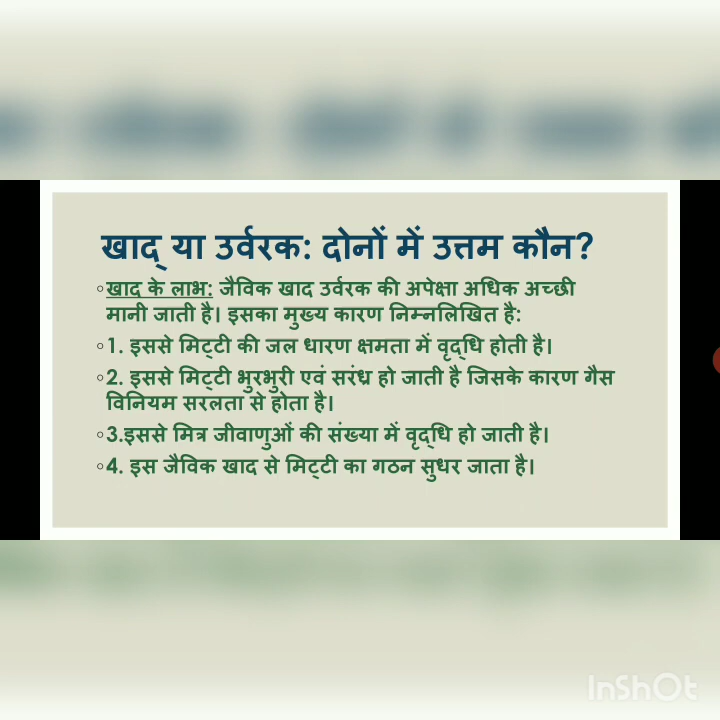 खाद् या उर्वरक: दोनों में उत्तम कौन?
◦खाद के लाभ: जैविक खाद उर्वरक की अपेक्षा अधिक अच्छी
मानी जाती है। इसका मुख्य कारण निम्नलिखित है:
◦1. इससे मिट्टी की जल धारण क्षमता में वृद्धि होती है।
◦2. इससे मिट्टी भुरभुरी एवं सरंध्र हो जाती है जिसके कारण गैस
विनियम सरलता से होता है।
◦3.इससे मित्र जीवाणुओं की संख्या में वृद्धि हो जाती है।
◦4. इस जैविक खाद से मिट्टी का गठन सुधर जाता है।
InShOt